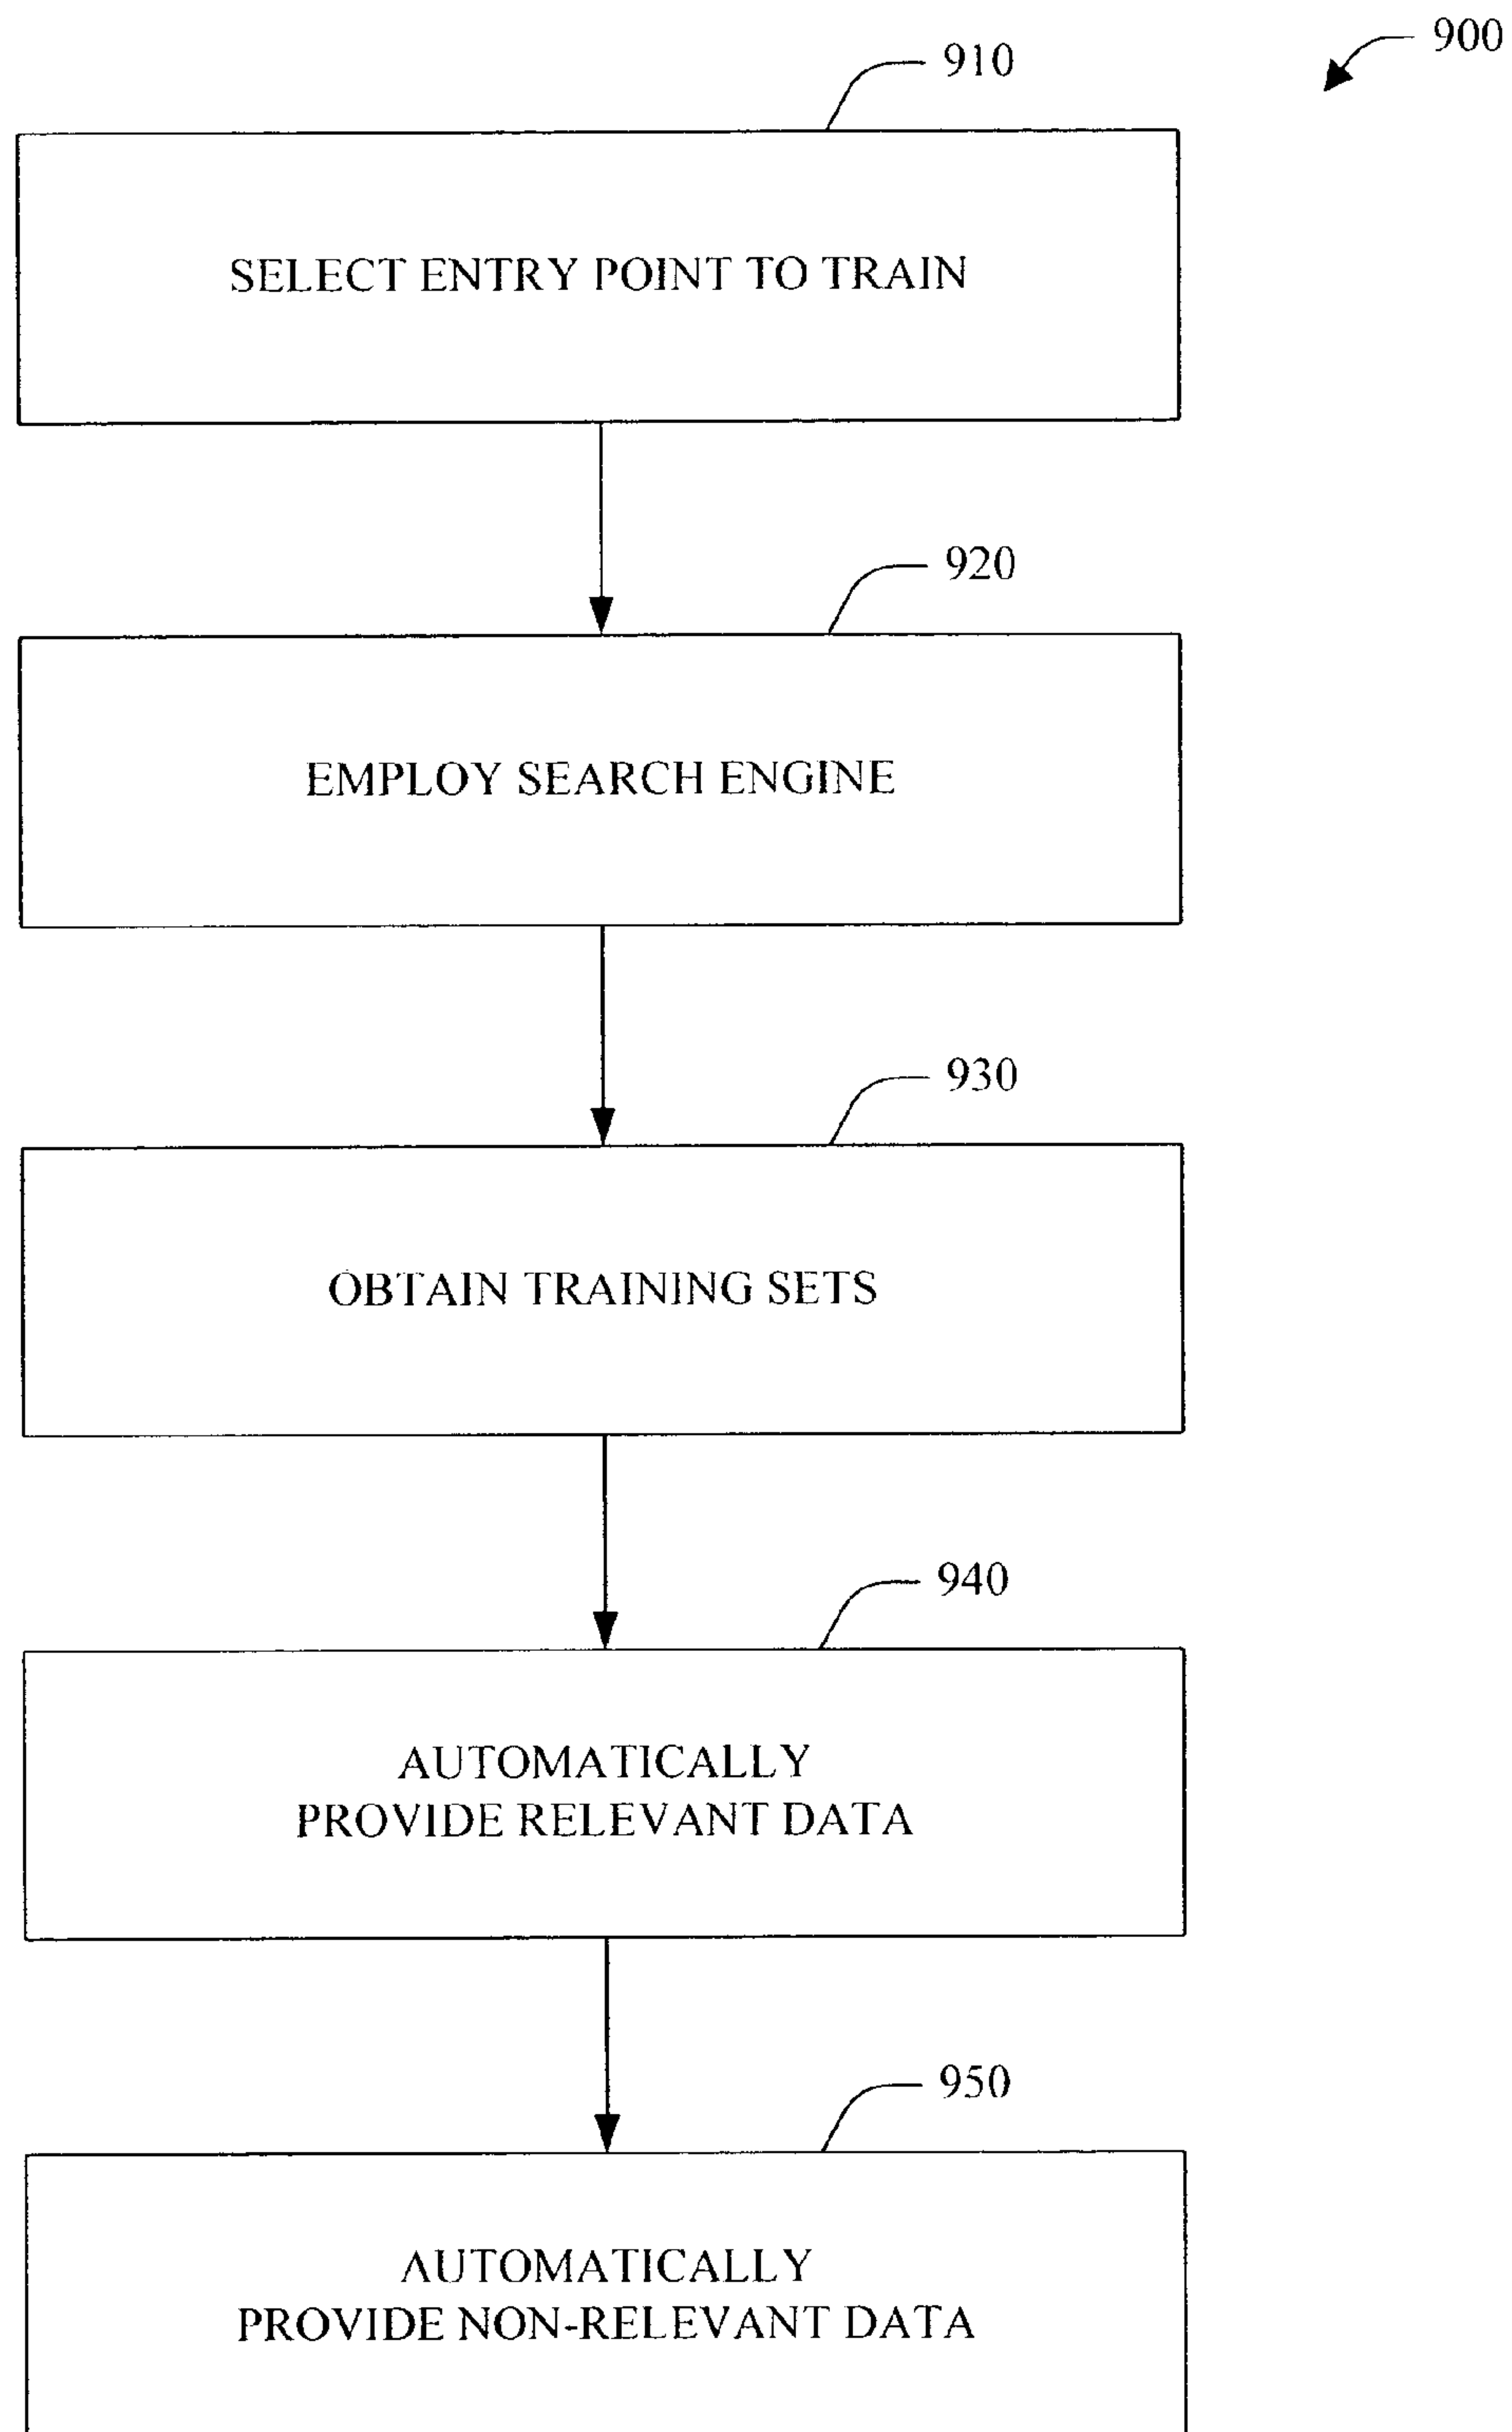 900
910
SELECT ENTRY POINT TO TRAIN
920
EMPLOY SEARCH ENGINE
930
OBTAIN TRAINING SETS
940
AUTOMATICALLY
PROVIDE RELEVANT DATA
950
AUTOMATICALLY
PROVIDE NON-RELEVANT DATA